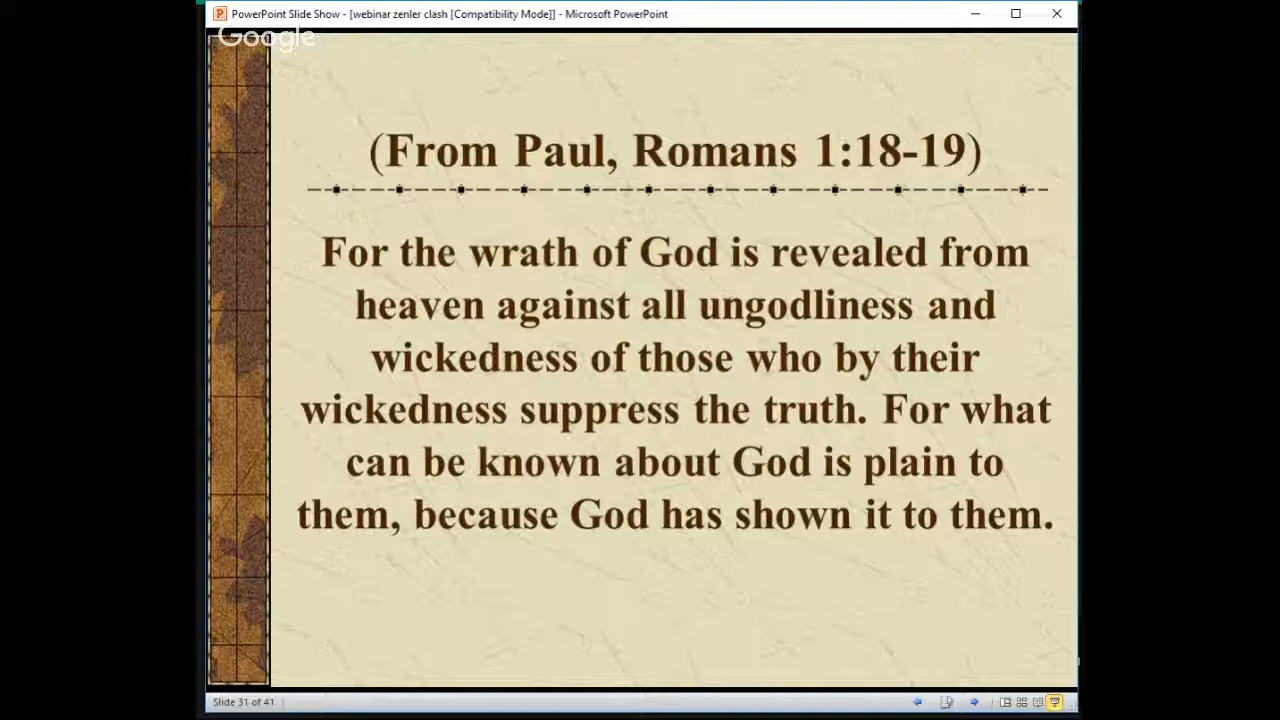 PowerPoint Slide Show - [webinar zenler clash [Compatibility Mode]] - Microsoft PowerPoint
Google
(From Paul, Romans 1:18-19)
For the wrath of God is revealed from
heaven against all ungodliness and
wickedness of those who by their
wickedness suppress the truth. For what
can be known about God is plain to
them, because God has shown it to them.
Slide 31 of 41